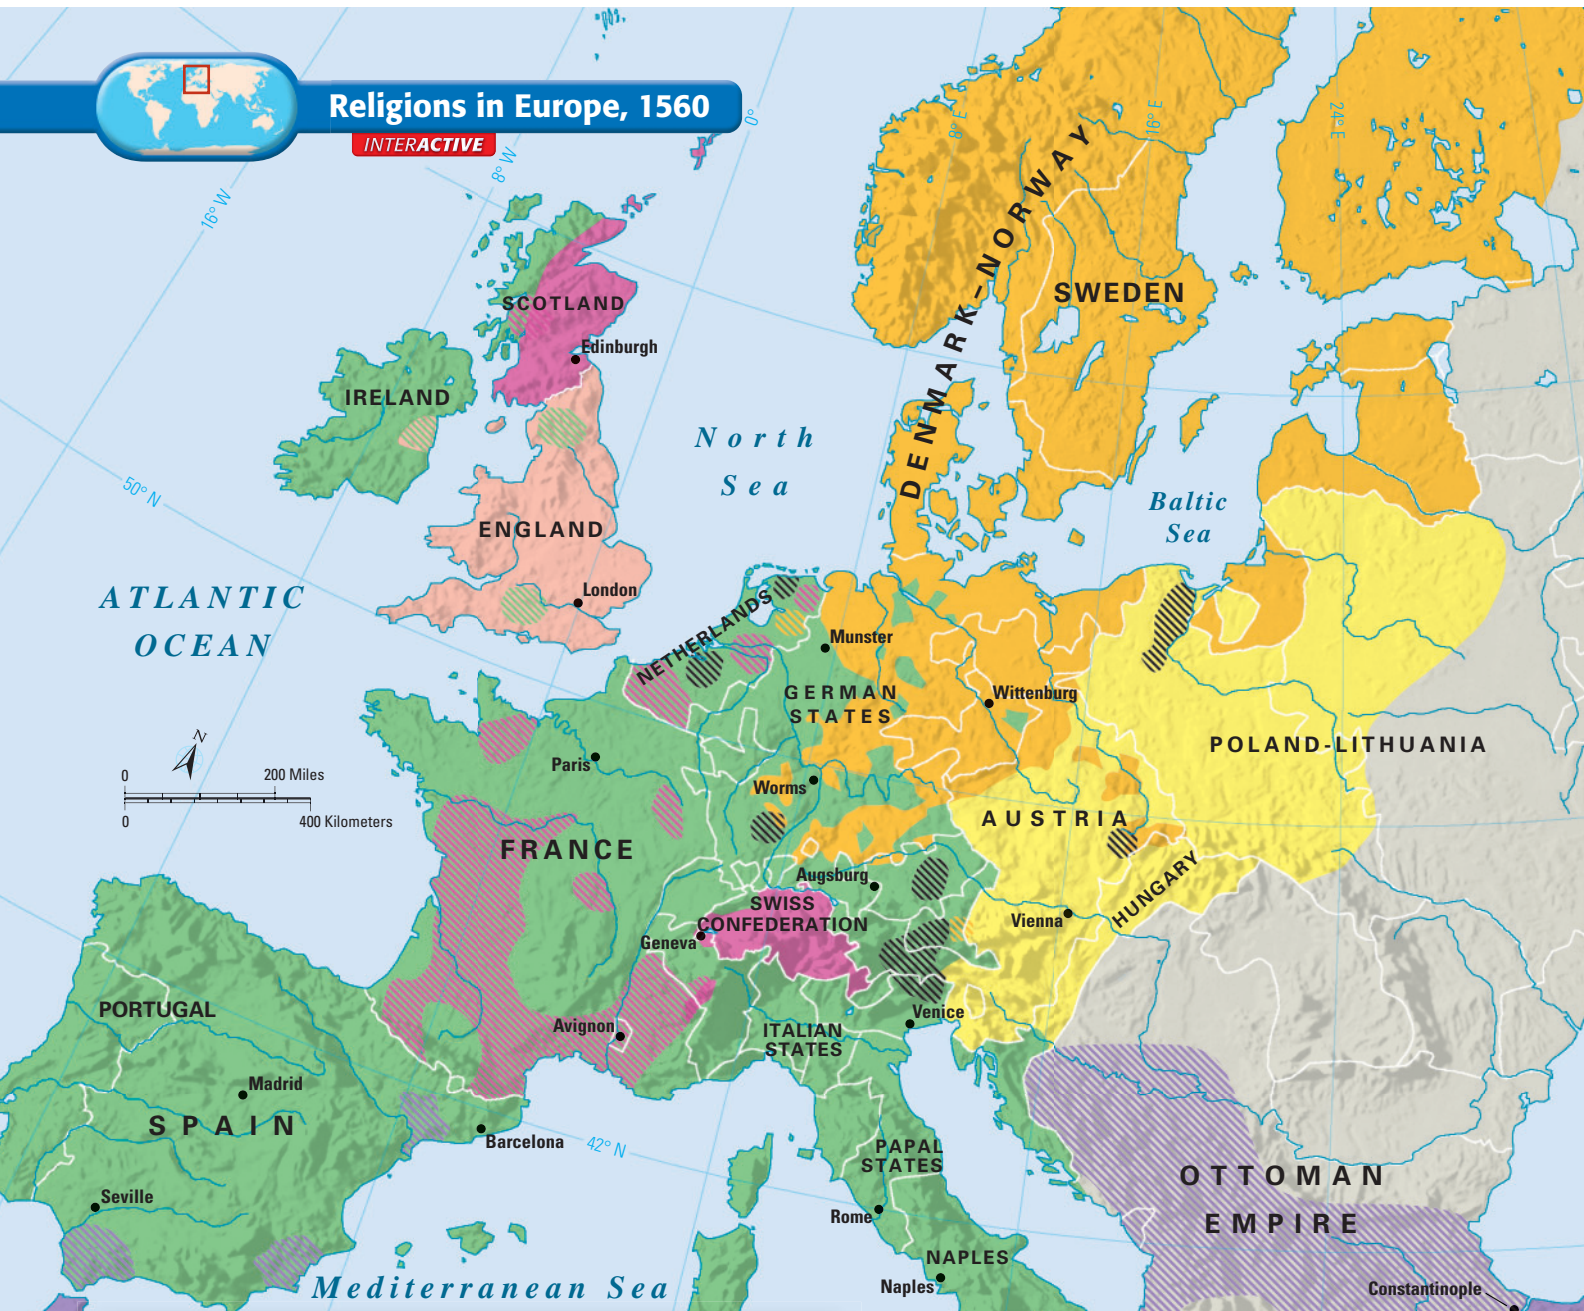 Religions in Europe, 1560
INTERACTIVE
16° W
8° W
0°
8° E
16° E
24° E
50° N
42° N
DENMARK–NORWAY
SWEDEN
SCOTLAND
Edinburgh
IRELAND
North
Sea
ENGLAND
London
Baltic
Sea
ATLANTIC
OCEAN
NETHERLANDS
Munster
GERMAN
STATES
Wittenburg
POLAND-LITHUANIA
N
0
200 Miles
0
400 Kilometers
Paris
Worms
AUSTRIA
FRANCE
Augsburg
HUNGARY
SWISS
CONFEDERATION
Vienna
Geneva
PORTUGAL
Avignon
Venice
ITALIAN
STATES
Madrid
SPAIN
Barcelona
PAPAL
STATES
OTTOMAN
EMPIRE
Seville
Rome
NAPLES
Naples
Mediterranean Sea
Constantinople